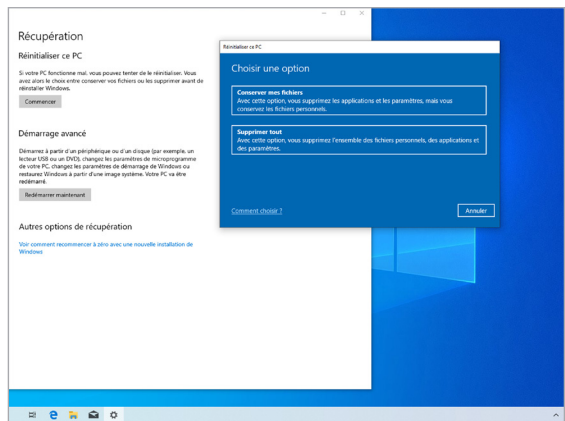 Récupération
Réinitialiser ce PC
Si votre PC fonctionne mal, vous pouvez tenter de le réinitialiser. Vous
avez alors le choix entre conserver vos fichiers ou les supprimer avant de
réinstaller Windows.
Commencer
Démarrage avancé
Démarrez à partir d'un périphérique ou d'un disque (par exemple, un
lecteur USB ou un DVD), changez les paramètres de microprogramme
de votre PC, changez les paramètres de démarrage de Windows ou
restaurez Windows à partir d'une image système. Votre PC va être
redémarré.
Redémarrer maintenant
Autres options de récupération
Voir comment recommencer à zéro avec une nouvelle installation de
Windows
Réinitialiser ce PC
Choisir une option
Conserver mes fichiers
Avec cette option, vous supprimez les applications et les paramètres, mais vous
conservez les fichiers personnels.
Supprimer tout
Avec cette option, vous supprimez l'ensemble des fichiers personnels, des applications et
des paramètres.
Comment choisir ?
Annuler